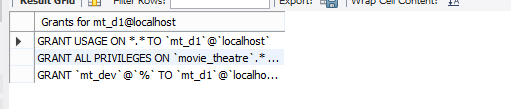 Result Grid Filter Rows: Export: Wrap Cell Content:
Grants for mt_d1@localhost
GRANT USAGE ON *.* TO `mt_d1`@`localhost`
GRANT ALL PRIVILEGES ON `movie_theatre`.* ...
GRANT `mt_dev`@`%` TO `mt_d1`@`localho...